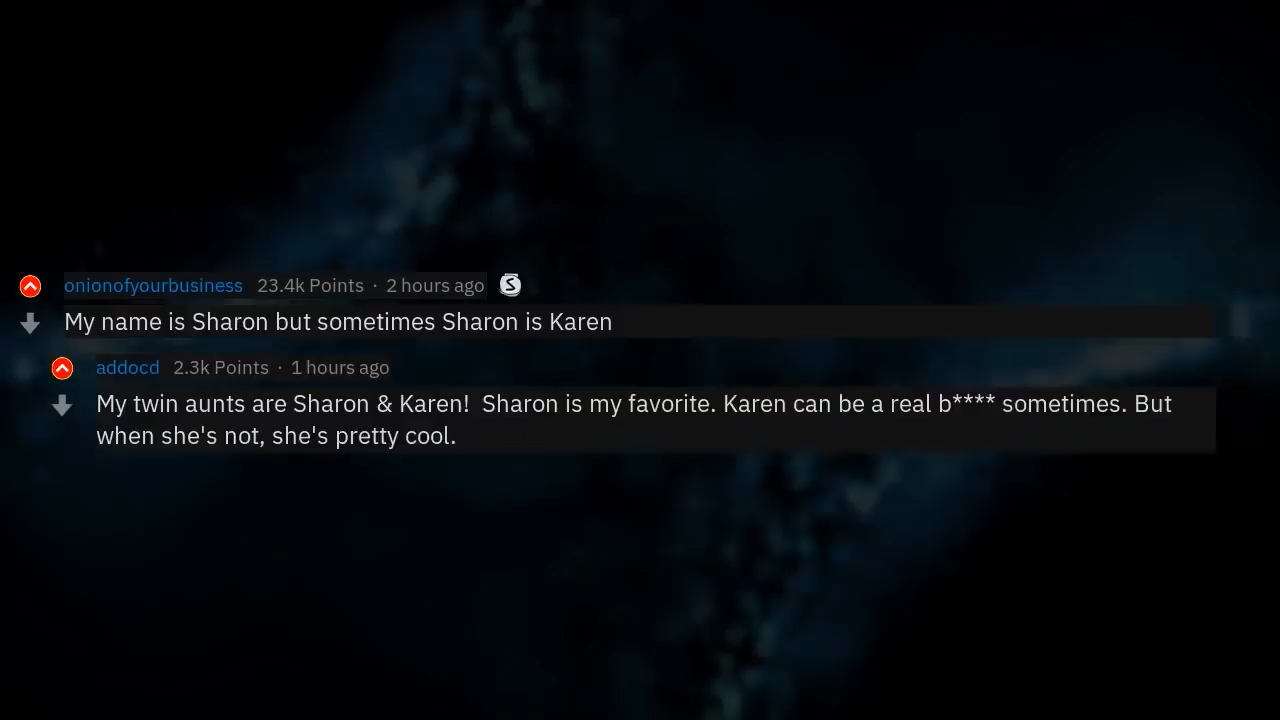 onionofyourbusiness 23.4k Points · 2 hours ago S
My name is Sharon but sometimes Sharon is Karen
addocd 2.3k Points · 1 hours ago
My twin aunts are Sharon & Karen!  Sharon is my favorite. Karen can be a real b**** sometimes. But
when she's not, she's pretty cool.